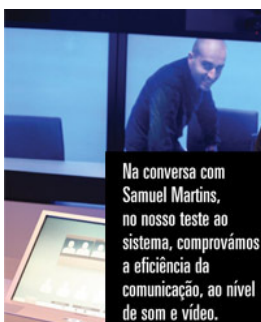 Na conversa com
Samuel Martins,
no nosso teste ao
sistema, comprovámos
a eficiência da
comunicação, ao nível
de som e vídeo.